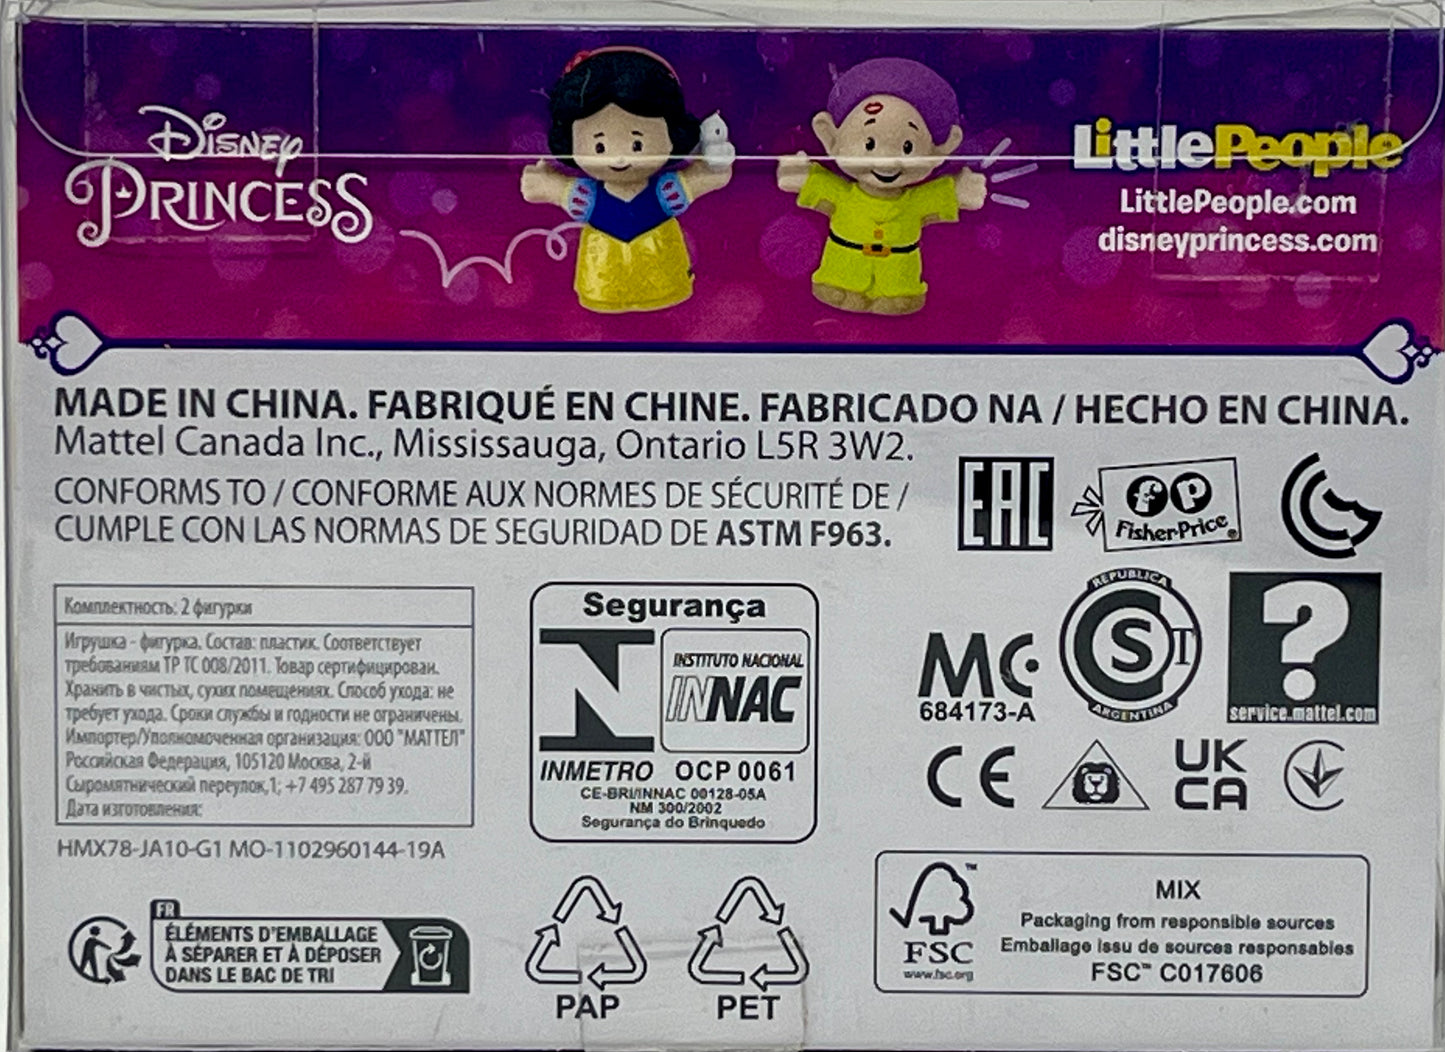 Disney
PRINCESS
LittlePeople
LittlePeople.com
disneyprincess.com
MADE IN CHINA. FABRIQUÉ EN CHINE. FABRICADO NA / HECHO EN CHINA.
Mattel Canada Inc., Mississauga, Ontario L5R 3W2.
CONFORMS TO / CONFORME AUX NORMES DE SÉCURITÉ DE /
CUMPLE CON LAS NORMAS DE SEGURIDAD DE ASTM F963.
EAC
fp
Fisher-Price®
Комплектность: 2 фигурки
Игрушка - фигурка. Состав: пластик. Соответствует
требованиям ТР ТС 008/2011. Товар сертифицирован.
Хранить в чистых, сухих помещениях. Способ ухода: не
требует ухода. Сроки службы и годности не ограничены.
Импортер/Уполномоченная организация: ООО "МАТТЕЛ"
Российская Федерация, 105120 Москва, 2-й
Сыромятнический переулок,1; +7 495 287 79 39.
Дата изготовления:
HMX78-JA10-G1 MO-1102960144-19A
Segurança
INSTITUTO NACIONAL
INNAC
INMETRO OCP 0061
CE-BRI/INNAC 00128-05A
NM 300/2002
Segurança do Brinquedo
MC
684173-A
REPUBLICA
S T
ARGENTINA
?
service.mattel.com
CE
UK
CA
FR
ÉLÉMENTS D'EMBALLAGE
À SÉPARER ET À DÉPOSER
DANS LE BAC DE TRI
PAP
PET
FSC™
www.fsc.org
MIX
Packaging from responsible sources
Emballage issu de sources responsables
FSC™ C017606